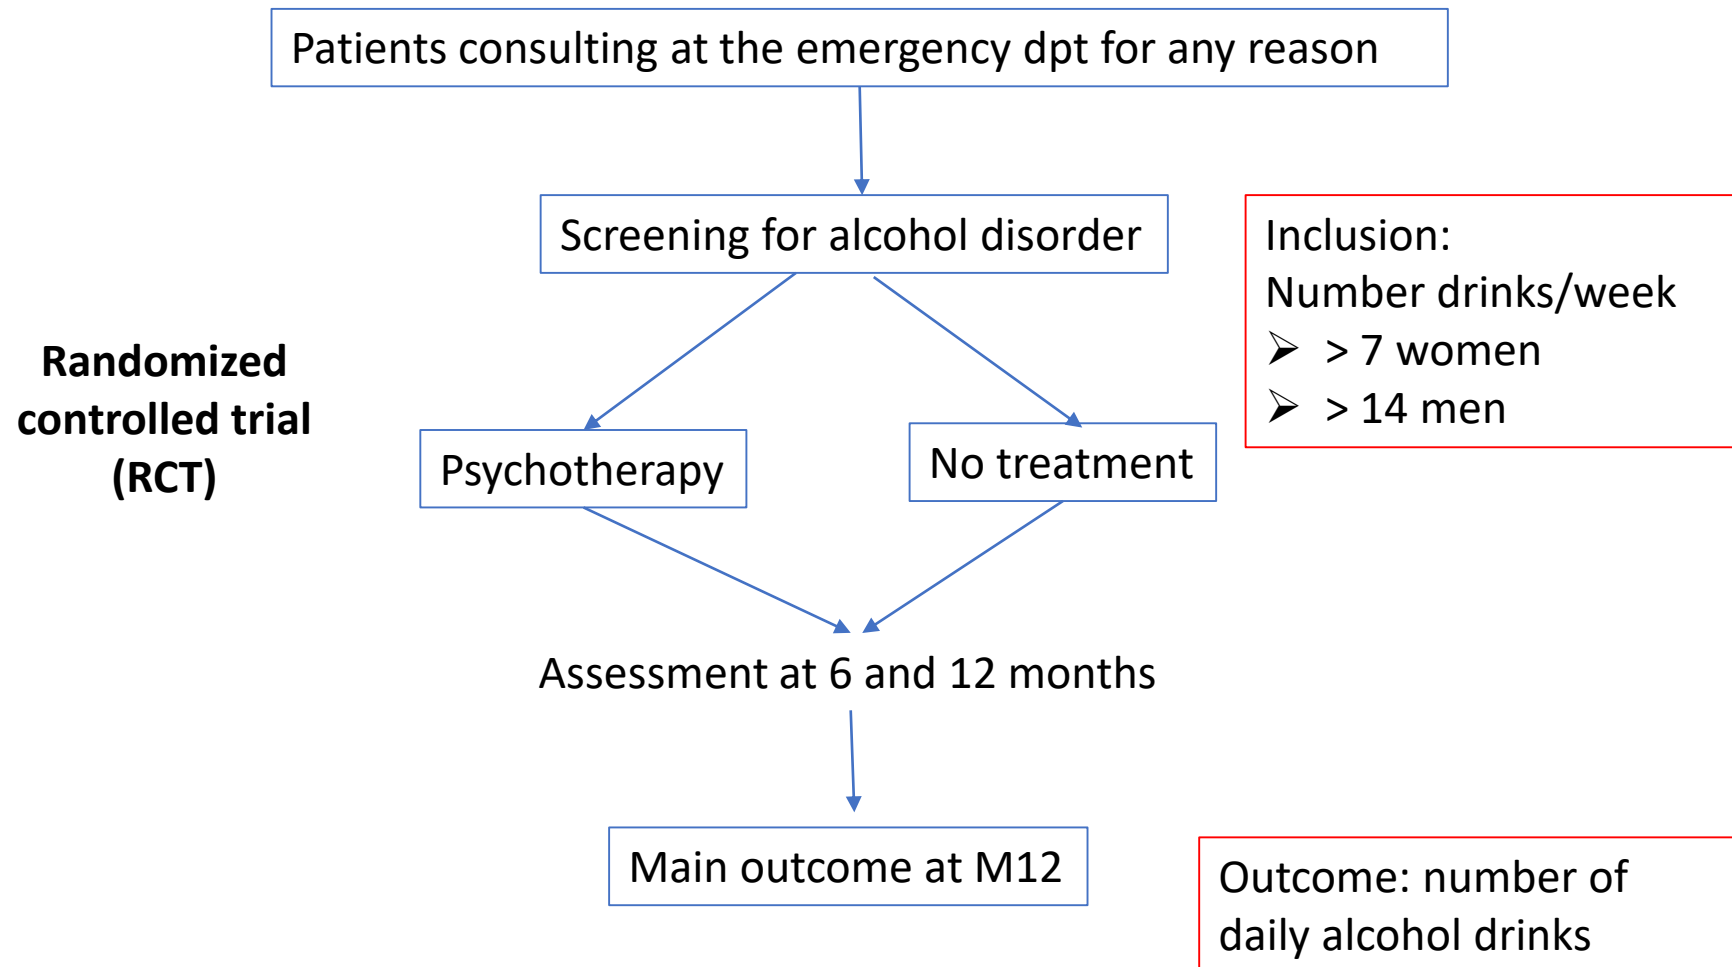 Patients consulting at the emergency dpt for any reason
Screening for alcohol disorder
Inclusion:
Number drinks/week
➢ > 7 women
➢ > 14 men
Randomized
controlled trial
(RCT)
Psychotherapy
No treatment
Assessment at 6 and 12 months
Main outcome at M12
Outcome: number of
daily alcohol drinks